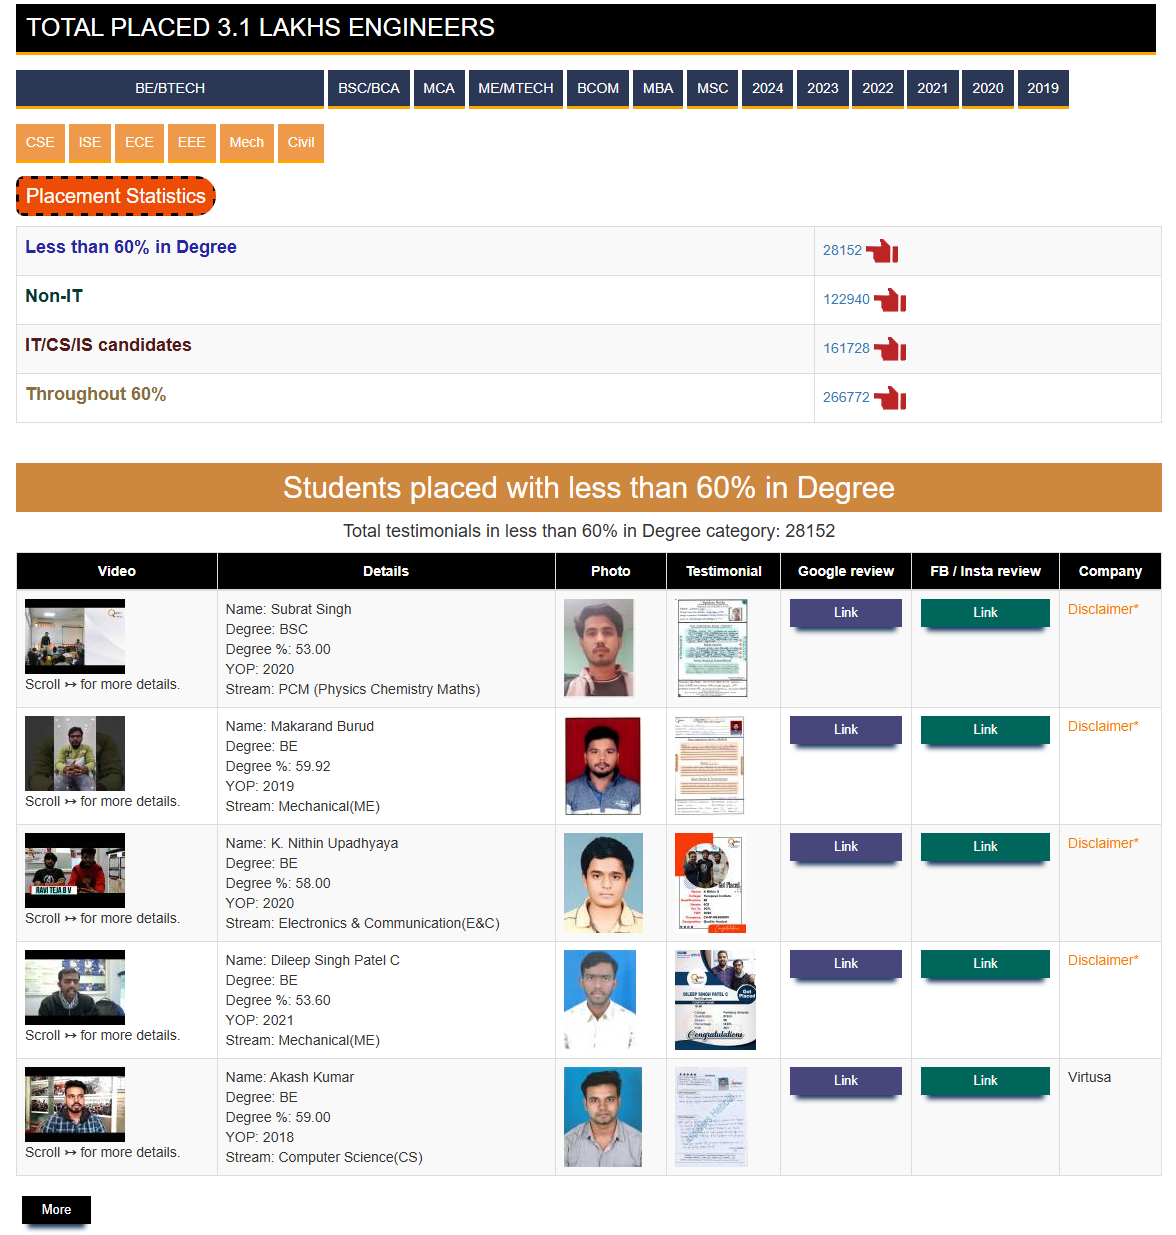 TOTAL PLACED 3.1 LAKHS ENGINEERS
BE/BTECH BSC/BCA MCA ME/MTECH BCOM MBA MSC 2024 2023 2022 2021 2020 2019
CSE ISE ECE EEE Mech Civil
Placement Statistics
Less than 60% in Degree 28152
Non-IT 122940
IT/CS/IS candidates 161728
Throughout 60% 266772
Students placed with less than 60% in Degree
Total testimonials in less than 60% in Degree category: 28152
Video Details Photo Testimonial Google review FB / Insta review Company
Name: Subrat Singh Link Link Disclaimer*
Degree: BSC
Degree %: 53.00
YOP: 2020
Scroll ↣ for more details. Stream: PCM (Physics Chemistry Maths)
Name: Makarand Burud Link Link Disclaimer*
Degree: BE
Degree %: 59.92
YOP: 2019
Scroll ↣ for more details. Stream: Mechanical(ME)
Name: K. Nithin Upadhyaya Link Link Disclaimer*
Degree: BE
Degree %: 58.00
RAVI TEJA B V YOP: 2020 Got Placed
Scroll ↣ for more details. Stream: Electronics & Communication(E&C)
Name: Dileep Singh Patel C Link Link Disclaimer*
Degree: BE
Degree %: 53.60 DILEEP SINGH PATEL C Got Placed
YOP: 2021
Scroll ↣ for more details. Stream: Mechanical(ME) Congratulations
Name: Akash Kumar Link Link Virtusa
Degree: BE
Degree %: 59.00
YOP: 2018
Scroll ↣ for more details. Stream: Computer Science(CS)
More